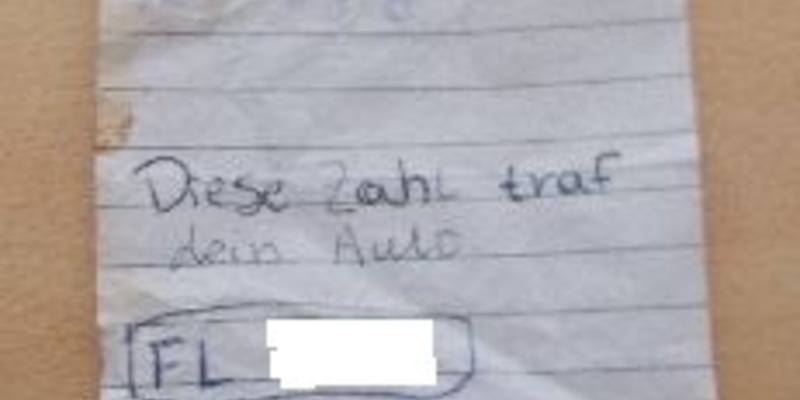 Diese Zahl traf
dein Auto
FL